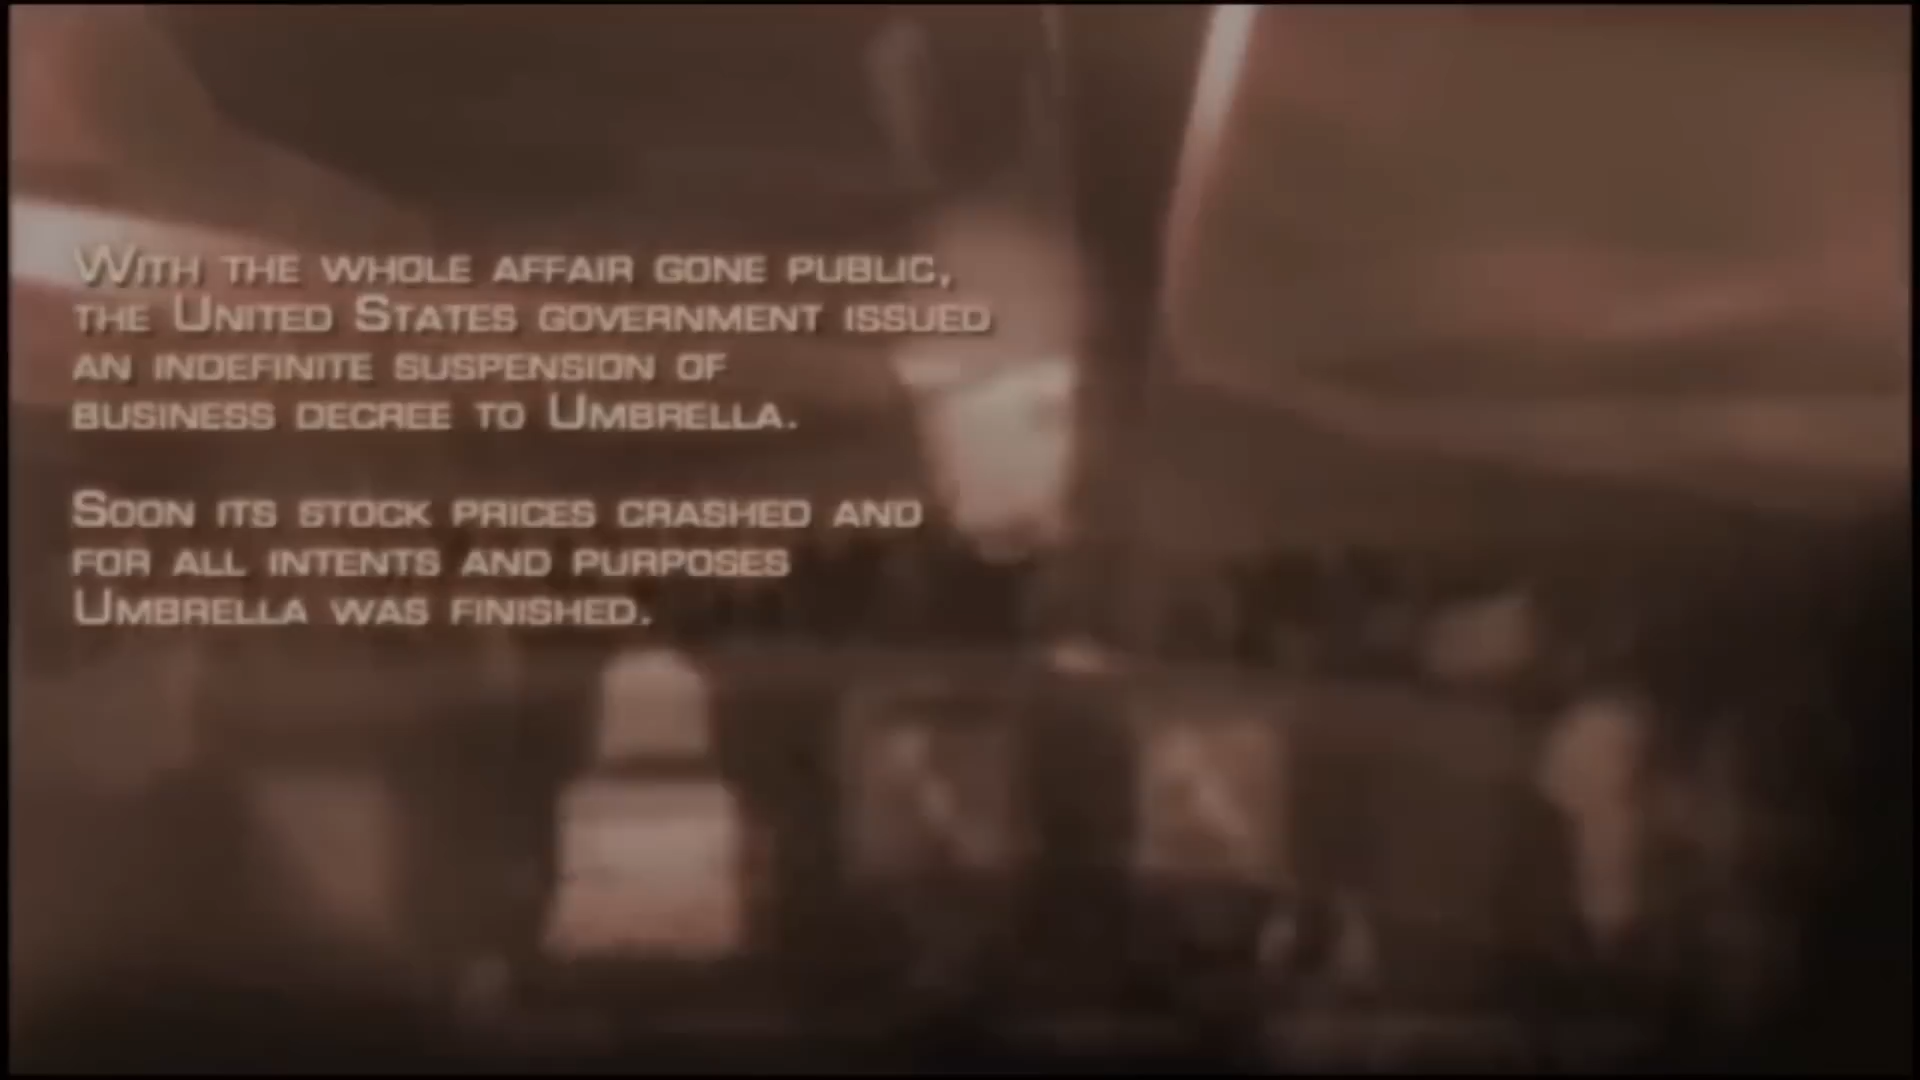 With the whole affair gone public,
the United States government issued
an indefinite suspension of
business decree to Umbrella.
Soon its stock prices crashed and
for all intents and purposes
Umbrella was finished.